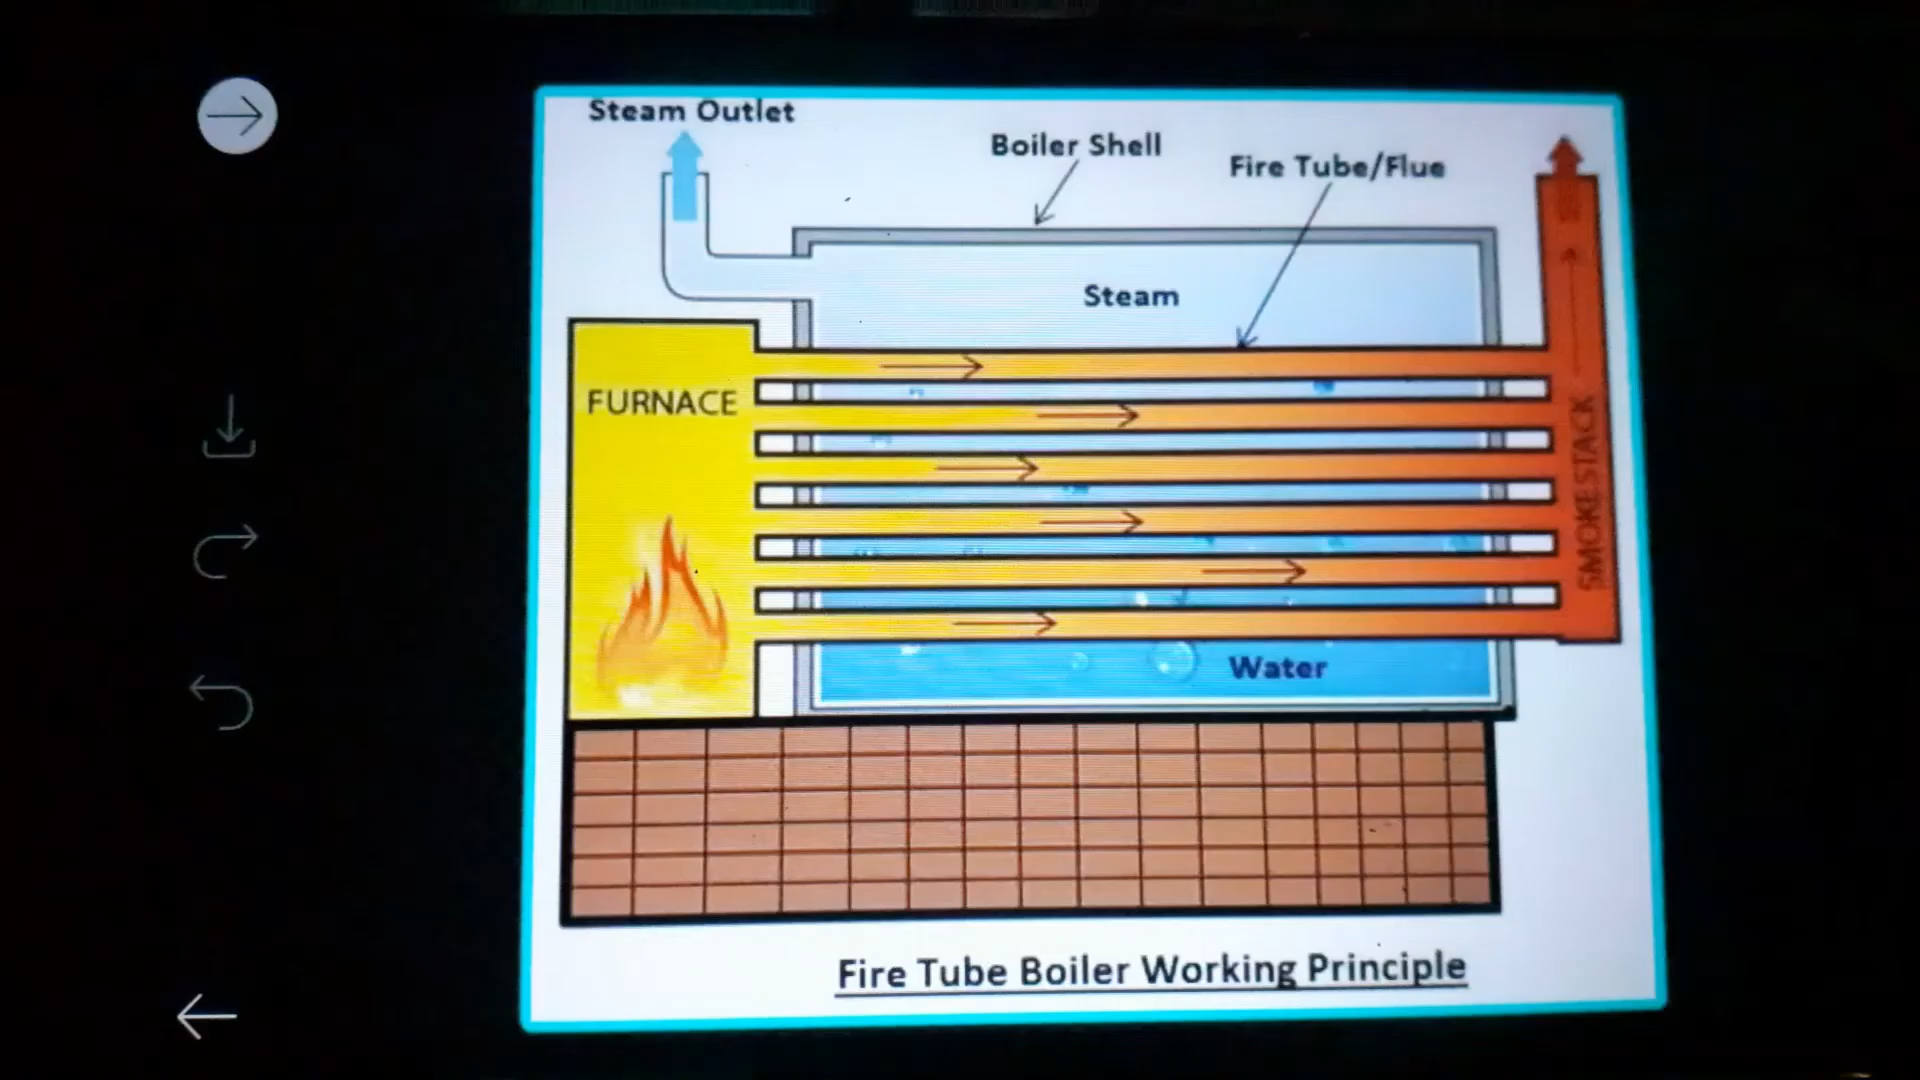 Steam Outlet
Boiler Shell
Fire Tube/Flue
Steam
FURNACE
SMOKESTACK
Water
Fire Tube Boiler Working Principle